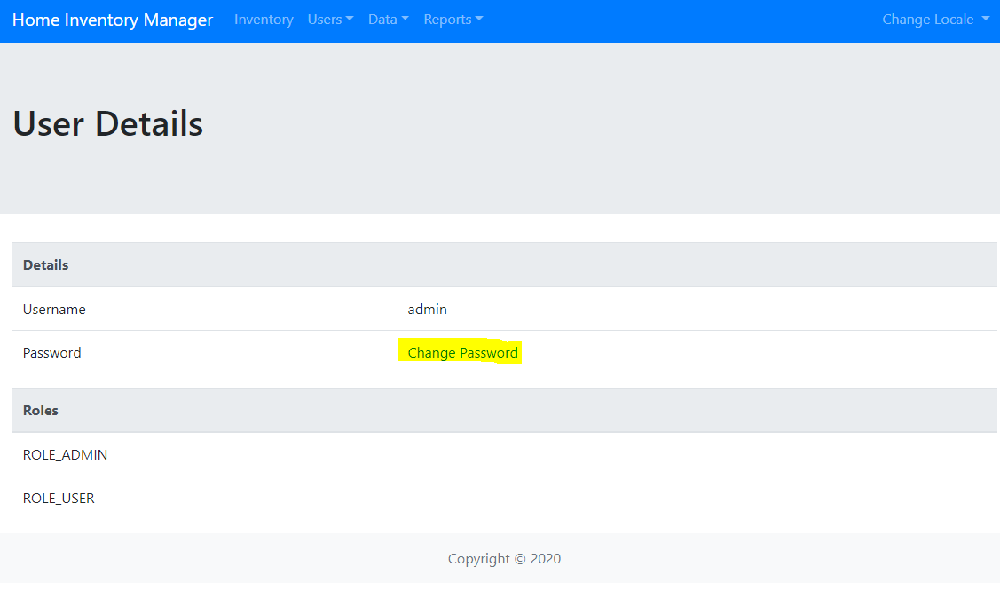 Home Inventory Manager Inventory Users Data Reports Change Locale
User Details
Details
Username admin
Password Change Password
Roles
ROLE_ADMIN
ROLE_USER
Copyright © 2020